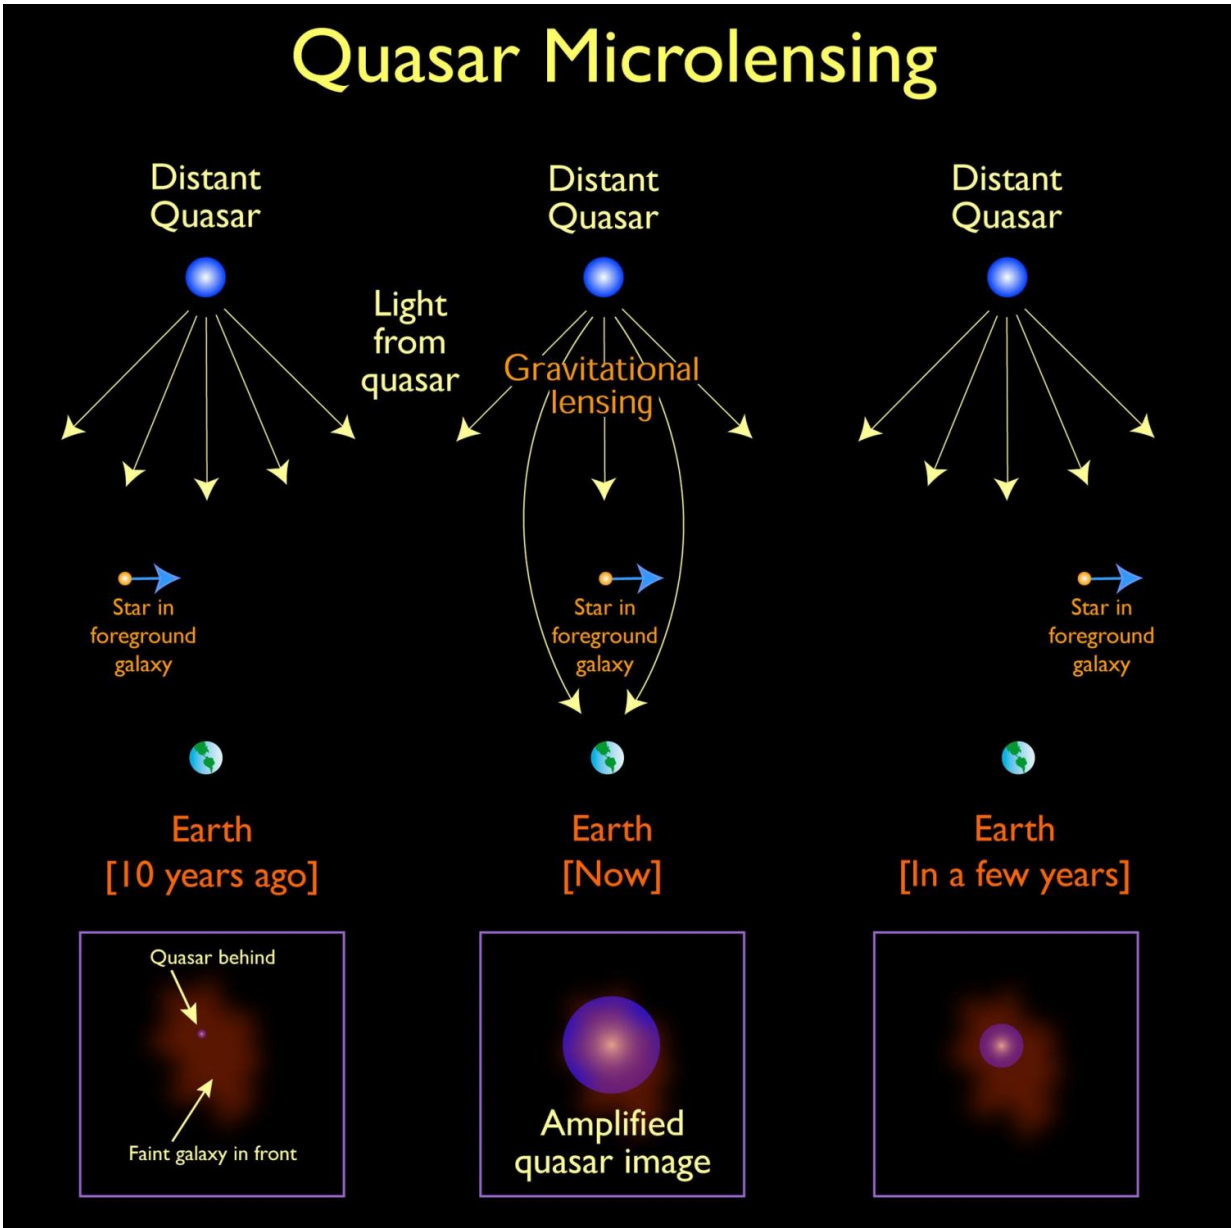 Quasar Microlensing
Distant
Quasar
Distant
Quasar
Distant
Quasar
Light
from
quasar
Gravitational
lensing
Star in
foreground
galaxy
Star in
foreground
galaxy
Star in
foreground
galaxy
Earth
[10 years ago]
Earth
[Now]
Earth
[In a few years]
Quasar behind
Faint galaxy in front
Amplified
quasar image